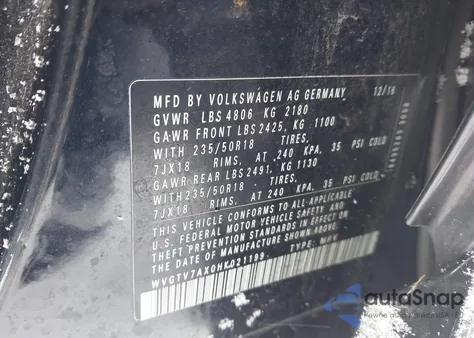 MFD BY VOLKSWAGEN AG GERMANY 12/16
GVWR LBS 4806 KG 2180
GAWR FRONT LBS 2425, KG 1100
WITH 235/50R18 TIRES,
7JX18 RIMS, AT 240 KPA, 35 PSI COLD
GAWR REAR LBS 2491, KG 1130
WITH 235/50R18 TIRES,
7JX18 RIMS, AT 240 KPA, 35 PSI COLD
THIS VEHICLE CONFORMS TO ALL APPLICABLE
U.S. FEDERAL MOTOR VEHICLE SAFETY AND
THEFT PREVENTION STANDARDS IN EFFECT ON
THE DATE OF MANUFACTURE SHOWN ABOVE.
WVGTV7AX0HK021199 TYPE: MPV
autoSnap